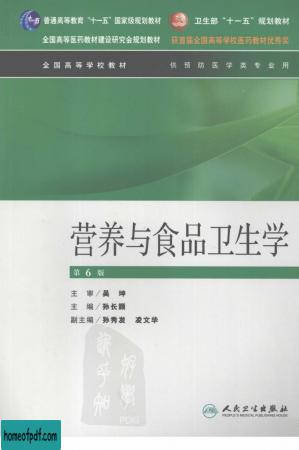 普通高等教育“十一五”国家级规划教材
卫生部“十一五”规划教材
全国高等医药教材建设研究会规划教材
获首届全国高等学校医药教材优秀奖
全国高等学校教材
供预防医学类专业用
营养与食品卫生学
第 6 版
主 审 吴 坤
主 编 孙长颢
副主编 孙秀发 凌文华
PDG
人民卫生出版社
homeofpdf.com